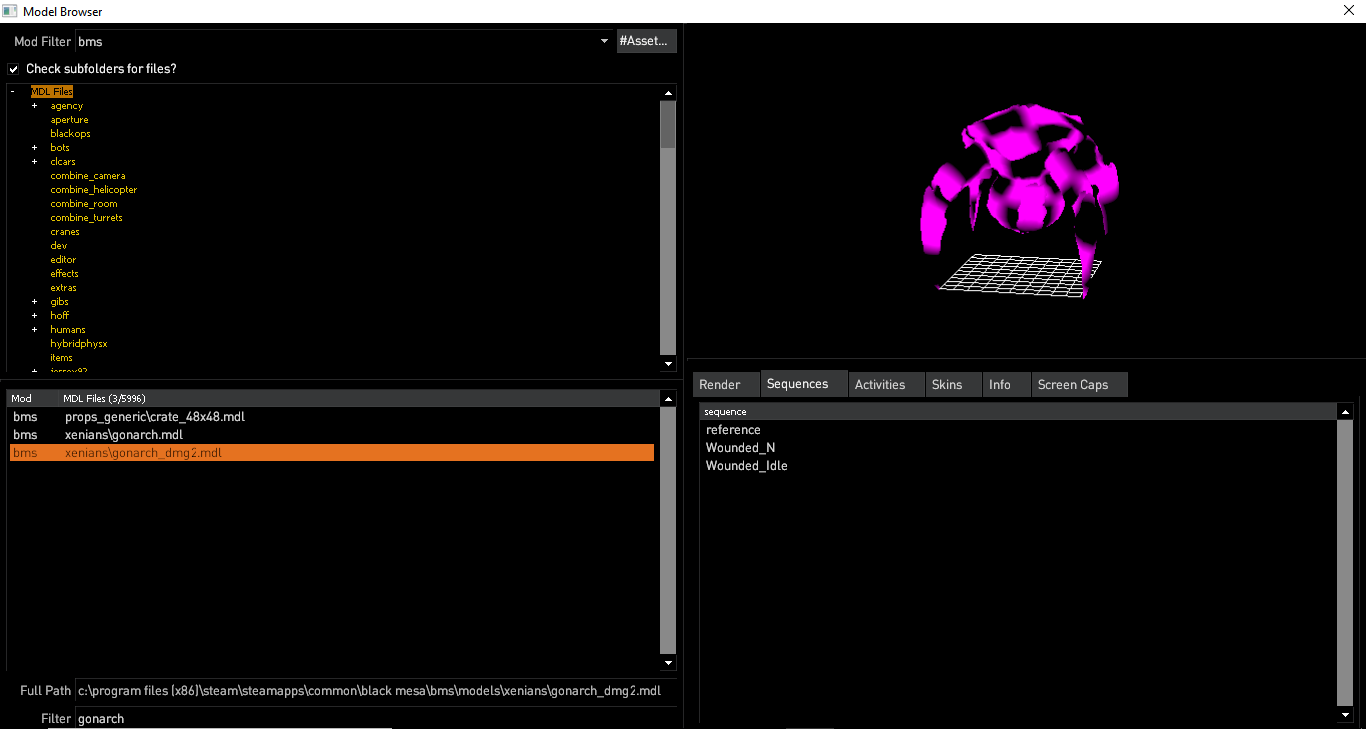 Model Browser
Mod Filter bms #Asset...
Check subfolders for files?
- MDL Files
+ agency
aperture
blackops
+ bots
+ clcars
combine_camera
combine_helicopter
combine_room
combine_turrets
cranes
dev
editor
effects
extras
+ gibs
+ hoff
+ humans
hybridphysx
items
Mod MDL Files (3/5996)
bms props_generic\crate_48x48.mdl
bms xenians\gonarch.mdl
bms xenians\gonarch_dmg2.mdl
Full Path c:\program files (x86)\steam\steamapps\common\black mesa\bms\models\xenians\gonarch_dmg2.mdl
Filter gonarch
Render Sequences Activities Skins Info Screen Caps
sequence
reference
Wounded_N
Wounded_Idle